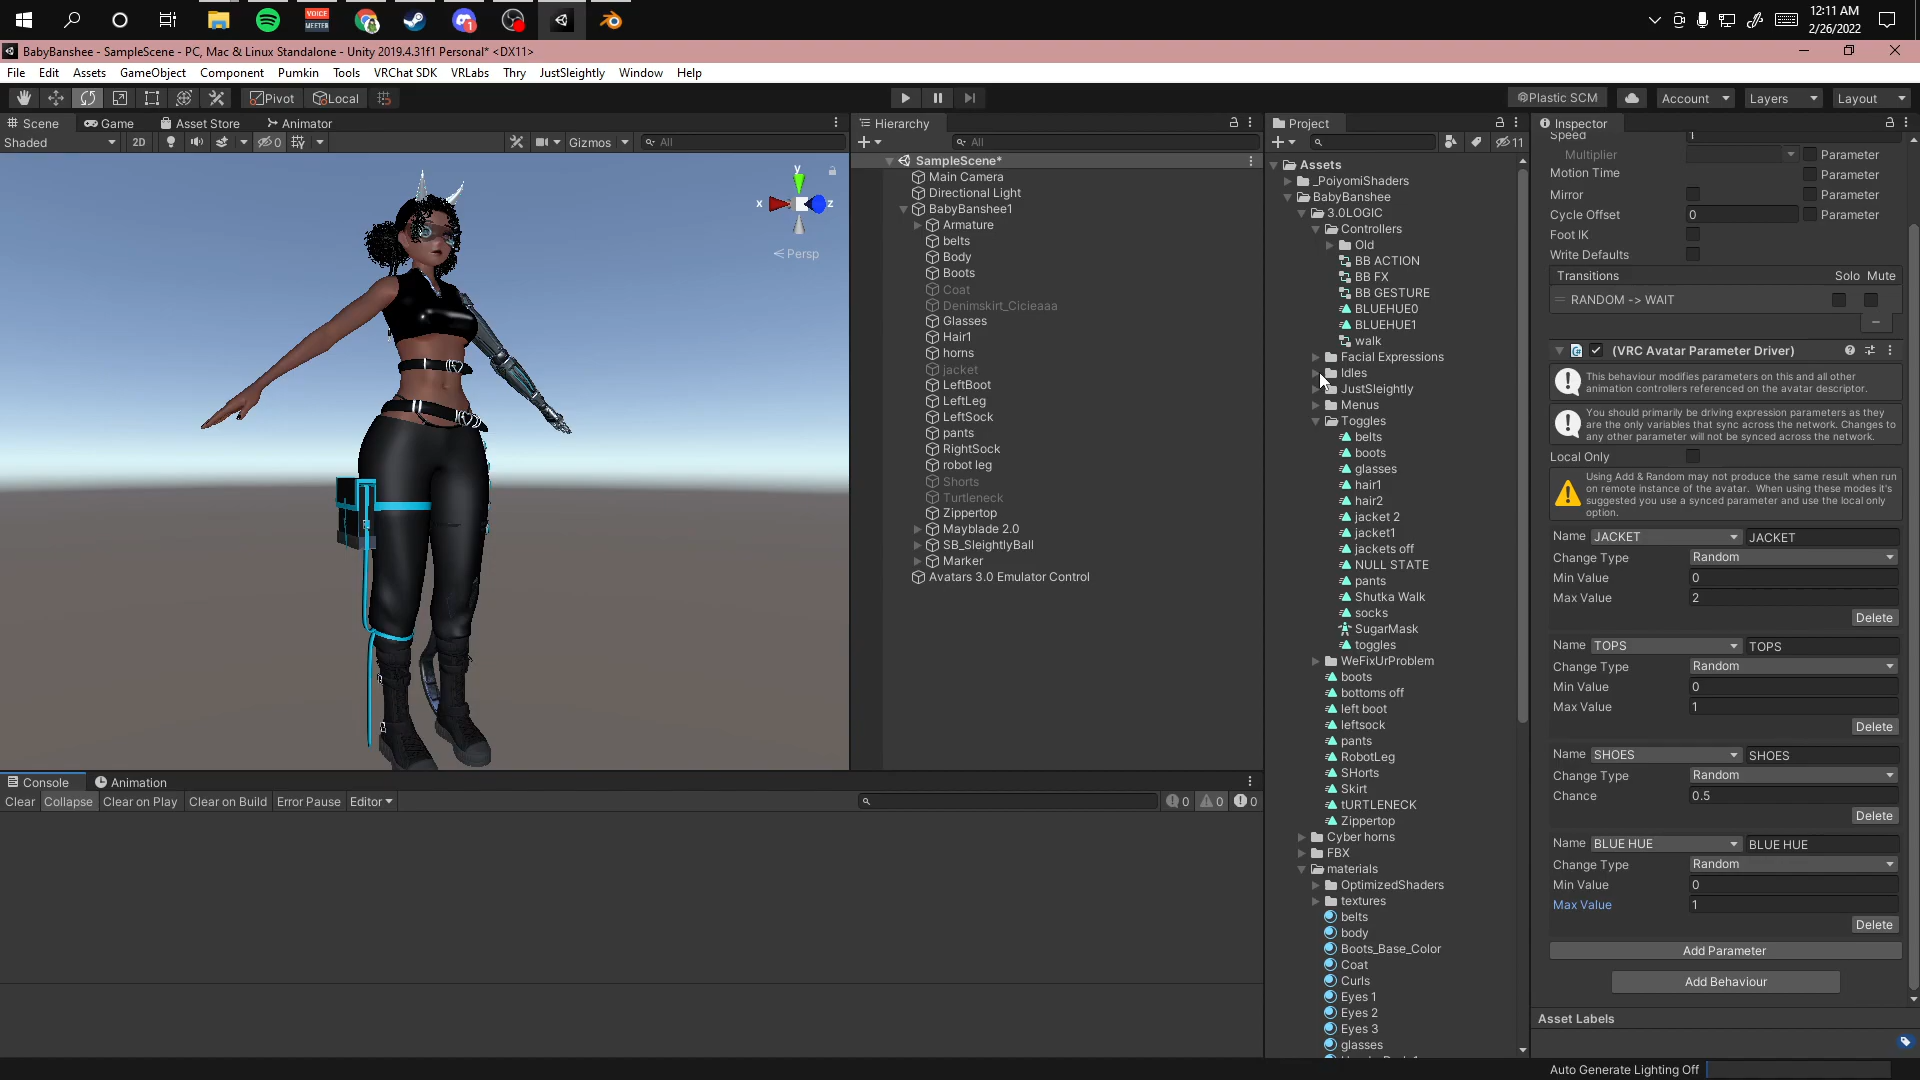 12:11 AM
2/26/2022
BabyBanshee - SampleScene - PC, Mac & Linux Standalone - Unity 2019.4.31f1 Personal* <DX11>
File Edit Assets GameObject Component Pumkin Tools VRChat SDK VRLabs Thry JustSleightly Window Help
Pivot Local Plastic SCM Account Layers Layout
Scene Game Asset Store Animator
Shaded 2D 0 Gizmos All
y
x z
Persp
Hierarchy
All
SampleScene*
Main Camera
Directional Light
BabyBanshee1
Armature
belts
Body
Boots
Coat
Denimskirt_Cicieaaa
Glasses
Hair1
horns
jacket
LeftBoot
LeftLeg
LeftSock
pants
RightSock
robot leg
Shorts
Turtleneck
Zippertop
Mayblade 2.0
SB_SleightlyBall
Marker
Avatars 3.0 Emulator Control
Console Animation
Clear Collapse Clear on Play Clear on Build Error Pause Editor 0 0 0
Project
11
Assets
_PoiyomiShaders
BabyBanshee
3.0LOGIC
Controllers
Old
BB ACTION
BB FX
BB GESTURE
BLUEHUE0
BLUEHUE1
walk
Facial Expressions
Idles
JustSleightly
Menus
Toggles
belts
boots
glasses
hair1
hair2
jacket 2
jacket1
jackets off
NULL STATE
pants
Shutka Walk
socks
SugarMask
toggles
WeFixUrProblem
boots
bottoms off
left boot
leftsock
pants
RobotLeg
SHorts
Skirt
tURTLENECK
Zippertop
Cyber horns
FBX
materials
OptimizedShaders
textures
belts
body
Boots_Base_Color
Coat
Curls
Eyes 1
Eyes 2
Eyes 3
glasses
Inspector
Speed 1
Multiplier Parameter
Motion Time Parameter
Mirror Parameter
Cycle Offset 0 Parameter
Foot IK
Write Defaults
Transitions Solo Mute
RANDOM -> WAIT
(VRC Avatar Parameter Driver)
This behaviour modifies parameters on this and all other
animation controllers referenced on the avatar descriptor.
You should primarily be driving expression parameters as they
are the only variables that sync across the network. Changes to
any other parameter will not be synced across the network.
Local Only
Using Add & Random may not produce the same result when run
on remote instance of the avatar. When using these modes it's
suggested you use a synced parameter and use the local only
option.
Name JACKET JACKET
Change Type Random
Min Value 0
Max Value 2
Delete
Name TOPS TOPS
Change Type Random
Min Value 0
Max Value 1
Delete
Name SHOES SHOES
Change Type Random
Chance 0.5
Delete
Name BLUE HUE BLUE HUE
Change Type Random
Min Value 0
Max Value 1
Delete
Add Parameter
Add Behaviour
Asset Labels
Auto Generate Lighting Off